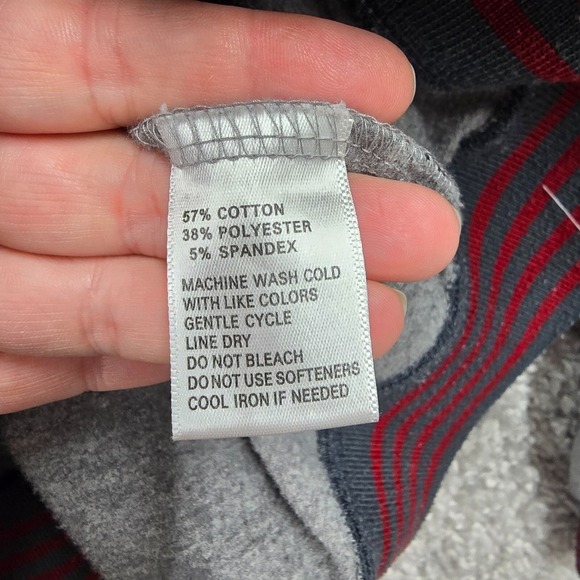 57% COTTON
38% POLYESTER
5% SPANDEX
MACHINE WASH COLD
WITH LIKE COLORS
GENTLE CYCLE
LINE DRY
DO NOT BLEACH
DO NOT USE SOFTENERS
COOL IRON IF NEEDED